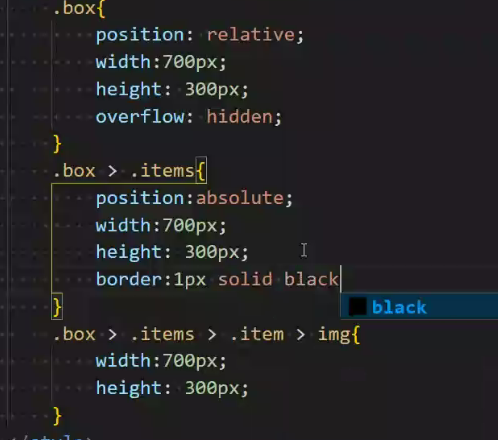 .box{
position: relative;
width:700px;
height: 300px;
overflow: hidden;
}
.box > .items{
position:absolute;
width:700px;
height: 300px;
border:1px solid black
black
}
.box > .items > .item > img{
width:700px;
height: 300px;
}
</style>